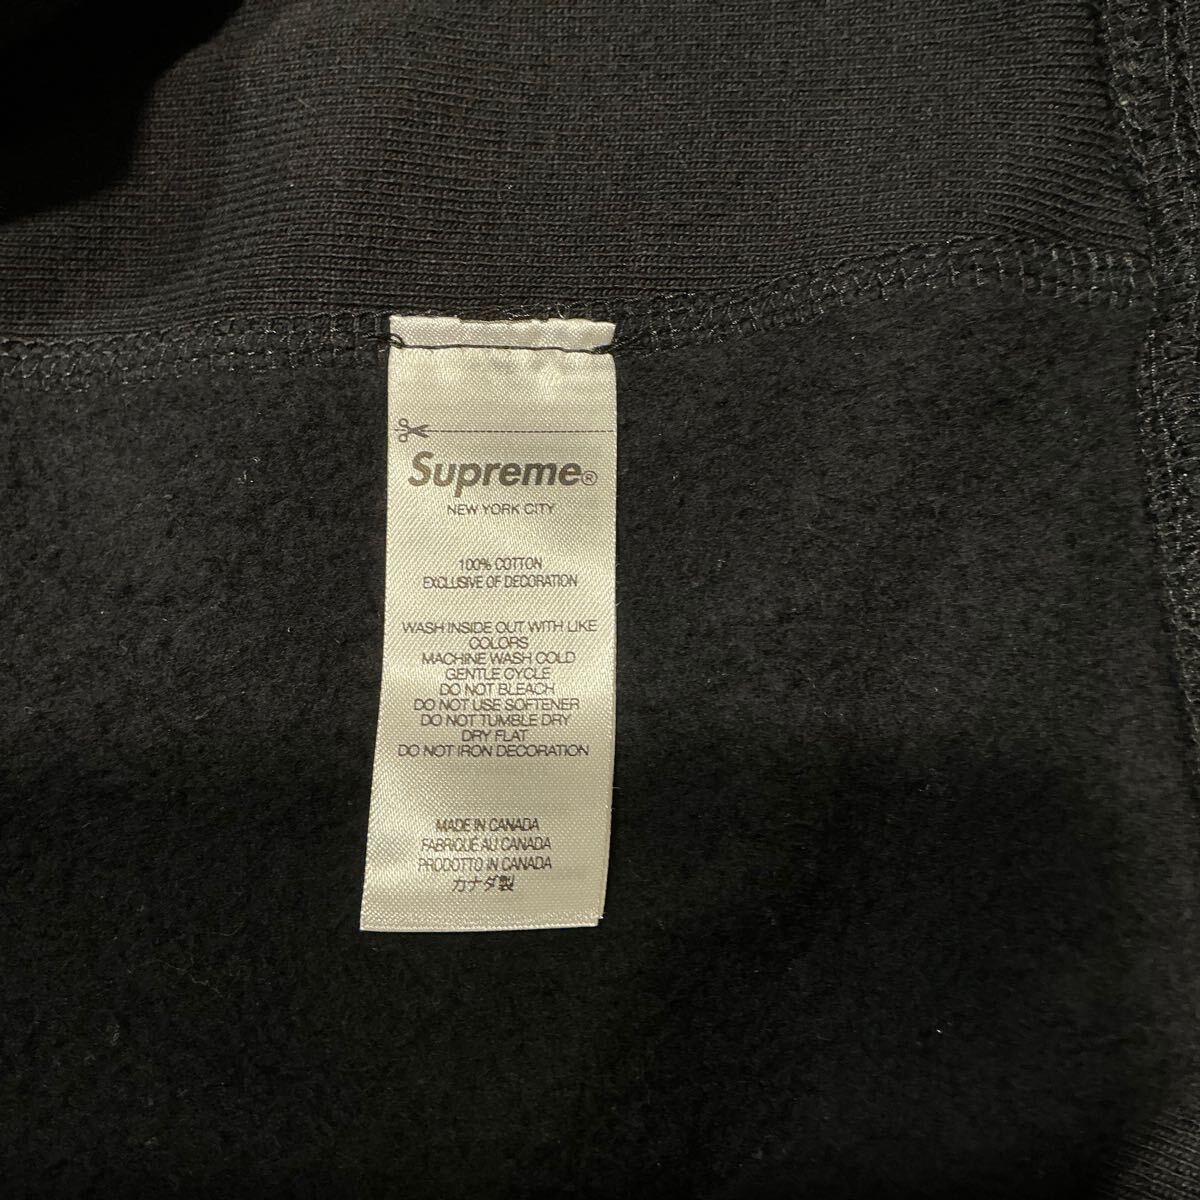 Supreme®
NEW YORK CITY
100% COTTON
EXCLUSIVE OF DECORATION
WASH INSIDE OUT WITH LIKE
COLORS
MACHINE WASH COLD
GENTLE CYCLE
DO NOT BLEACH
DO NOT USE SOFTENER
DO NOT TUMBLE DRY
DRY FLAT
DO NOT IRON DECORATION
MADE IN CANADA
FABRIQUÉ AU CANADA
PRODOTTO IN CANADA
カナダ製